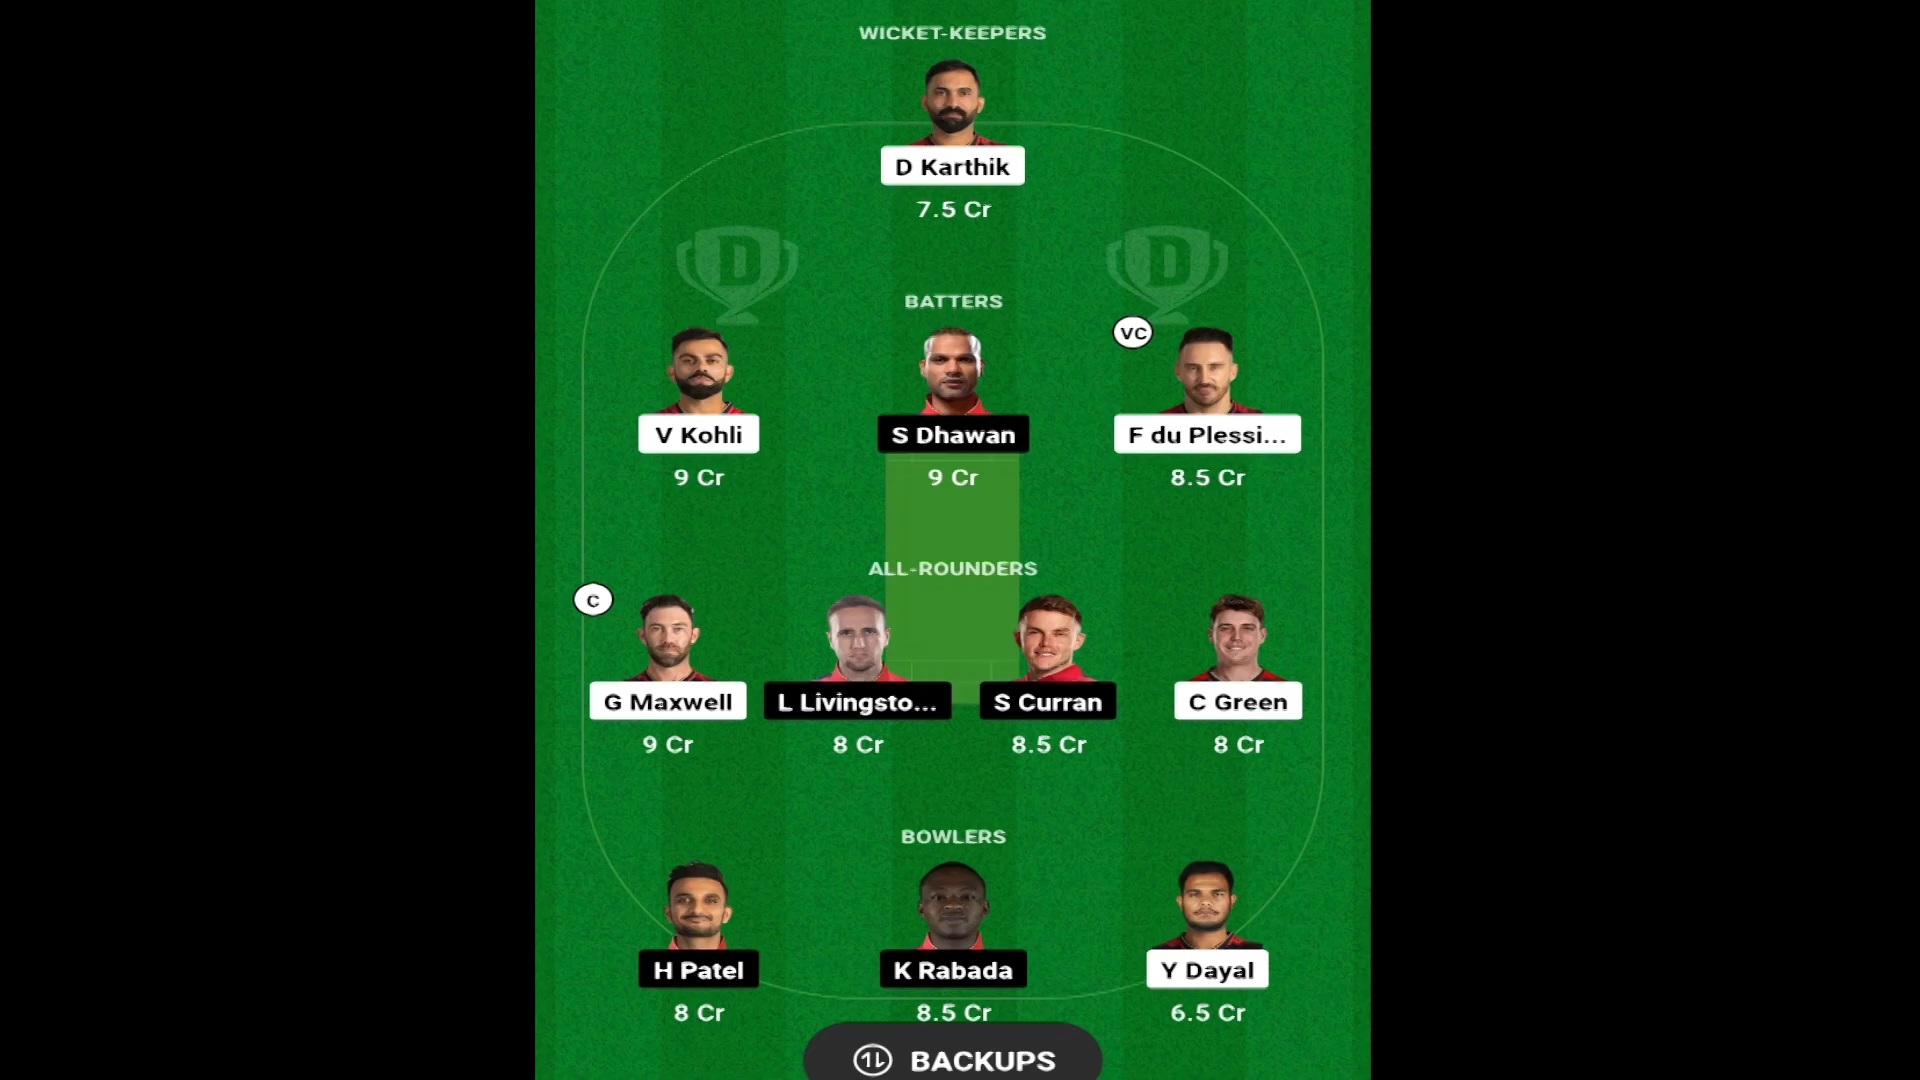 WICKET-KEEPERS
D Karthik
7.5 Cr
D D
BATTERS
VC
V Kohli S Dhawan F du Plessi...
9 Cr 9 Cr 8.5 Cr
ALL-ROUNDERS
C
G Maxwell L Livingsto... S Curran C Green
9 Cr 8 Cr 8.5 Cr 8 Cr
BOWLERS
H Patel K Rabada Y Dayal
8 Cr 8.5 Cr 6.5 Cr
BACKUPS